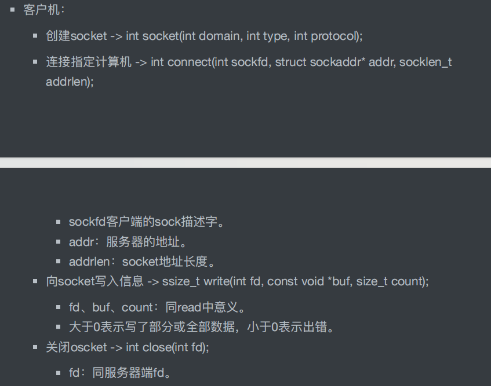 客户机：
创建socket -> int socket(int domain, int type, int protocol);
连接指定计算机 -> int connect(int sockfd, struct sockaddr* addr, socklen_t
addrlen);
sockfd客户端的sock描述字。
addr：服务器的地址。
addrlen：socket地址长度。
向socket写入信息 -> ssize_t write(int fd, const void *buf, size_t count);
fd、buf、count：同read中意义。
大于0表示写了部分或全部数据，小于0表示出错。
关闭oscket -> int close(int fd);
fd：同服务器端fd。